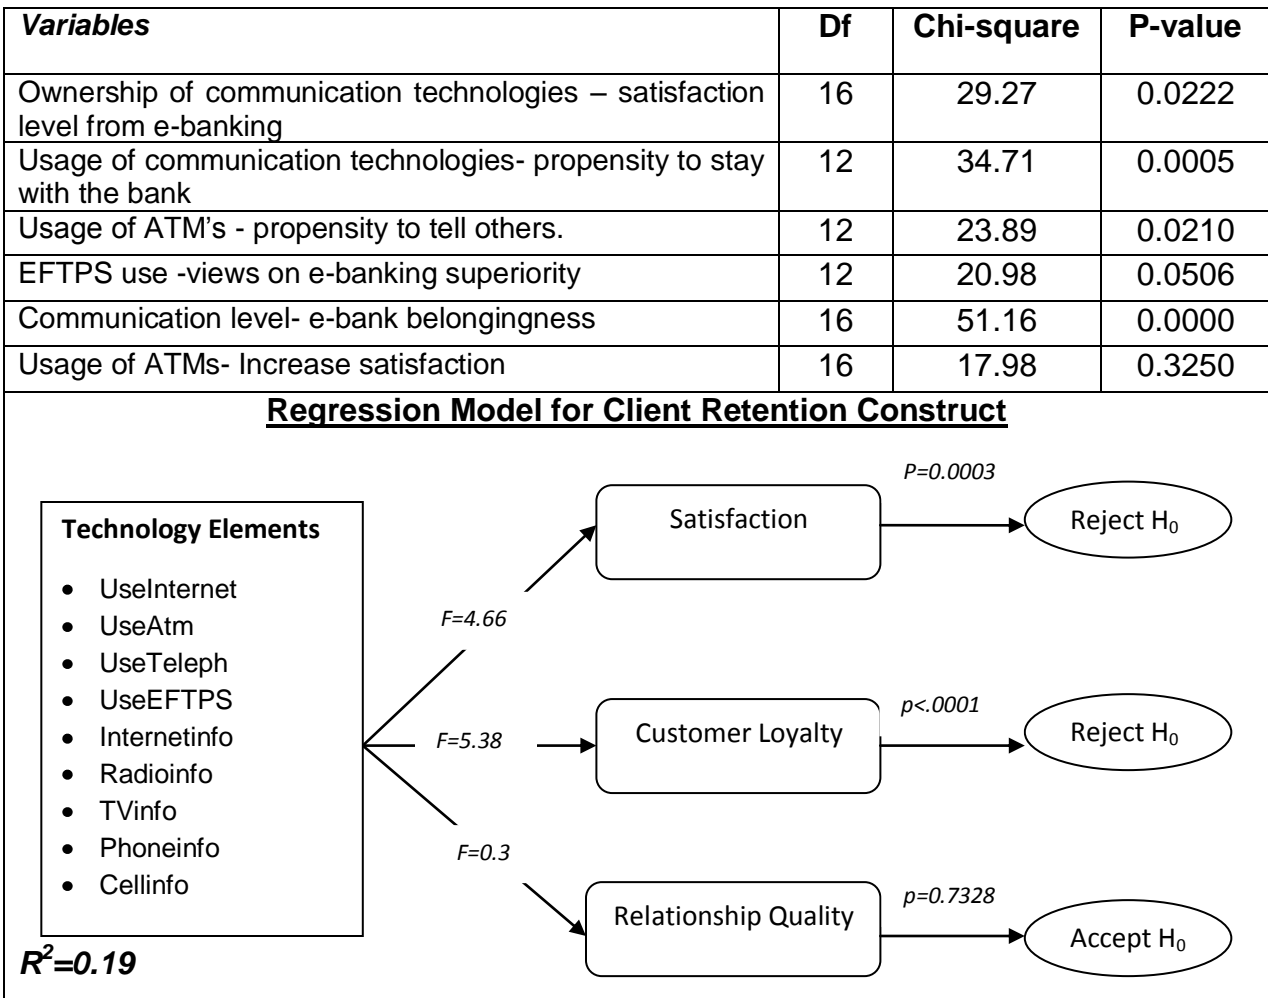 Variables Df Chi-square P-value
Ownership of communication technologies – satisfaction level from e-banking 16 29.27 0.0222
Usage of communication technologies- propensity to stay with the bank 12 34.71 0.0005
Usage of ATM’s - propensity to tell others. 12 23.89 0.0210
EFTPS use -views on e-banking superiority 12 20.98 0.0506
Communication level- e-bank belongingness 16 51.16 0.0000
Usage of ATMs- Increase satisfaction 16 17.98 0.3250
Regression Model for Client Retention Construct
Technology Elements
• UseInternet
• UseAtm
• UseTeleph
• UseEFTPS
• Internetinfo
• Radioinfo
• TVinfo
• Phoneinfo
• Cellinfo
R²=0.19
F=4.66
Satisfaction
P=0.0003
Reject H₀
F=5.38
Customer Loyalty
p<.0001
Reject H₀
F=0.3
Relationship Quality
p=0.7328
Accept H₀